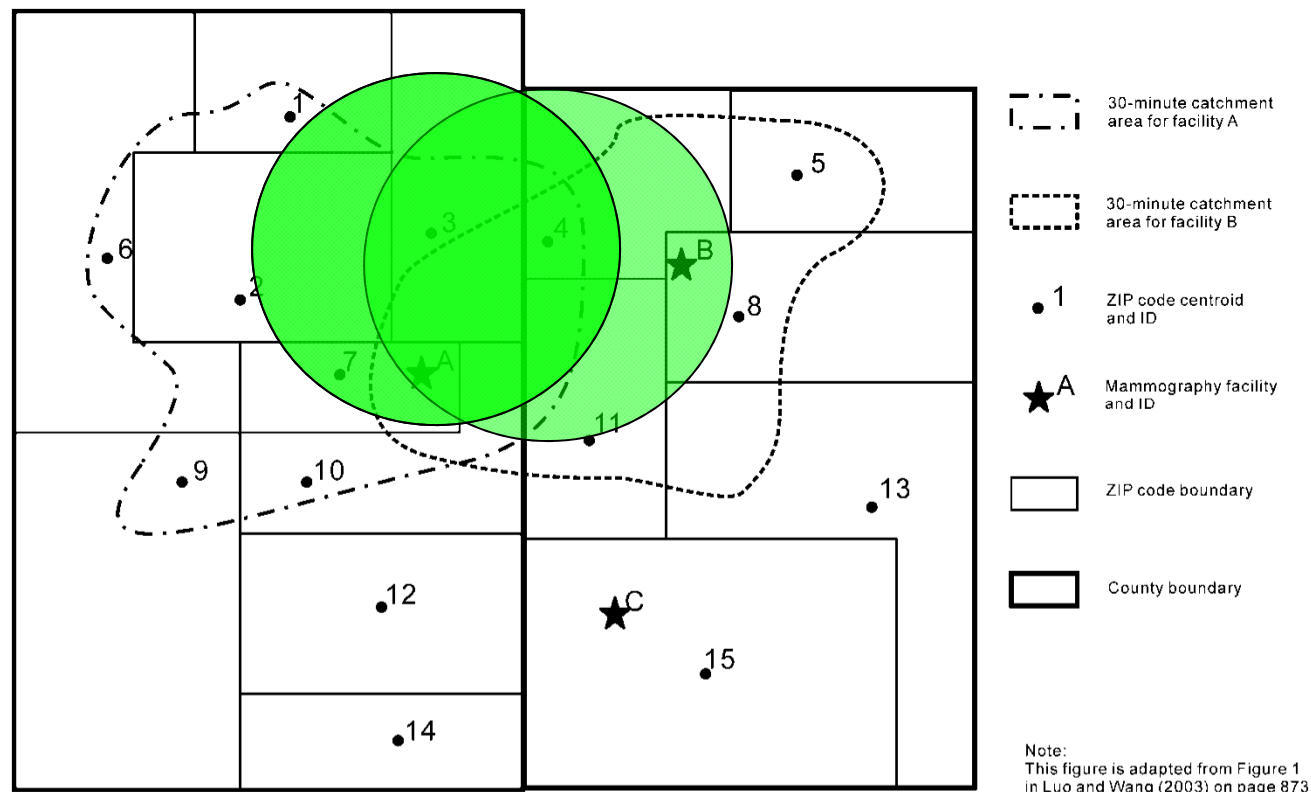 1
30-minute catchment
area for facility A
5
3
4
30-minute catchment
area for facility B
6
B
2
8
1
ZIP code centroid
and ID
7
A
A
Mammography facility
and ID
11
9
10
13
ZIP code boundary
12
C
County boundary
15
14
Note:
This figure is adapted from Figure 1
in Luo and Wang (2003) on page 873